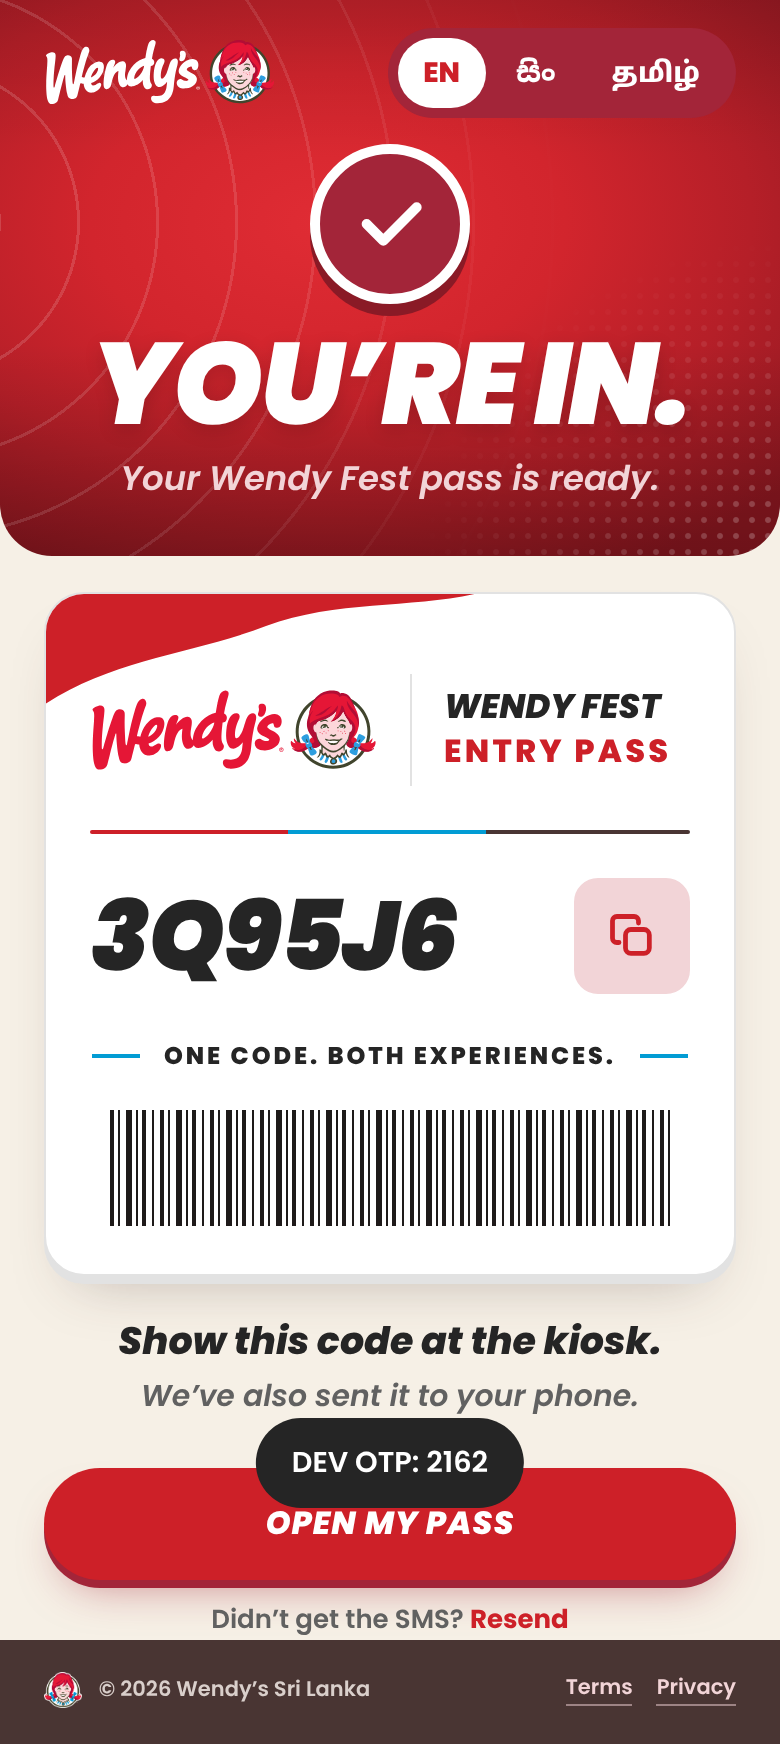 Wendy's
EN සිං தமிழ்
YOU'RE IN.
Your Wendy Fest pass is ready.
Wendy's
WENDY FEST
ENTRY PASS
3Q95J6
ONE CODE. BOTH EXPERIENCES.
Show this code at the kiosk.
We've also sent it to your phone.
DEV OTP: 2162
OPEN MY PASS
Didn't get the SMS? Resend
© 2026 Wendy's Sri Lanka Terms Privacy